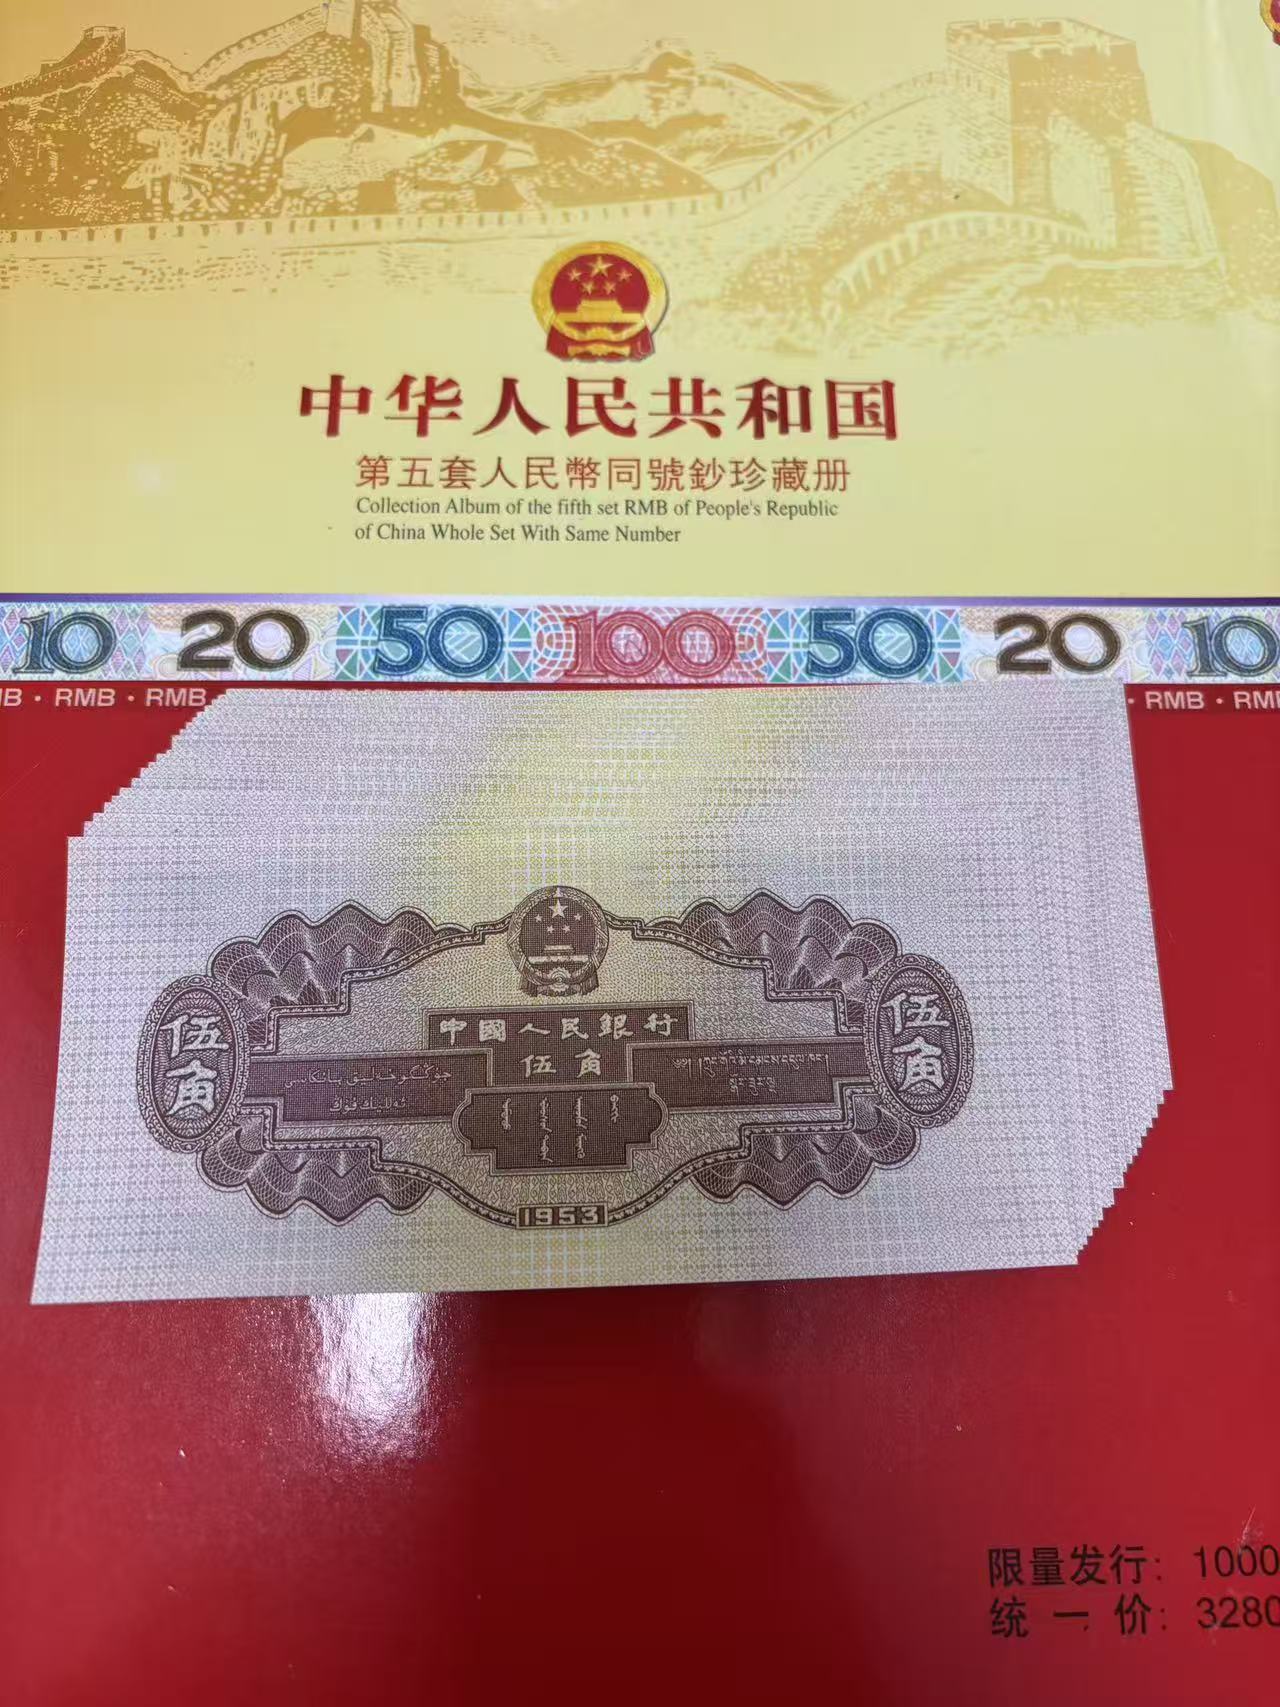 中华人民共和国
第五套人民幣同號鈔珍藏册
Collection Album of the fifth set RMB of People's Republic
of China Whole Set With Same Number
10 20 50 100 50 20 10
RMB · RMB · RMB · RMB
伍角
中國人民銀行
伍角
伍角
1953
限量发行：1000
统一价：3280